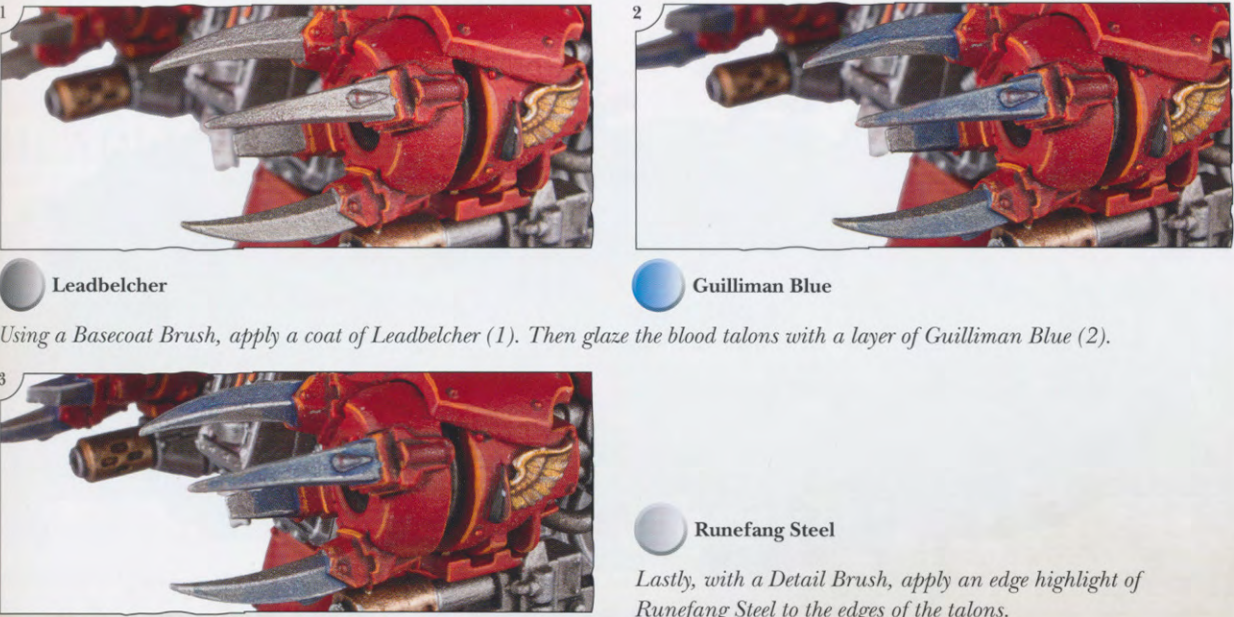 1
2
Leadbelcher
Guilliman Blue
Using a Basecoat Brush, apply a coat of Leadbelcher (1). Then glaze the blood talons with a layer of Guilliman Blue (2).
3
Runefang Steel
Lastly, with a Detail Brush, apply an edge highlight of
Runefang Steel to the edges of the talons.